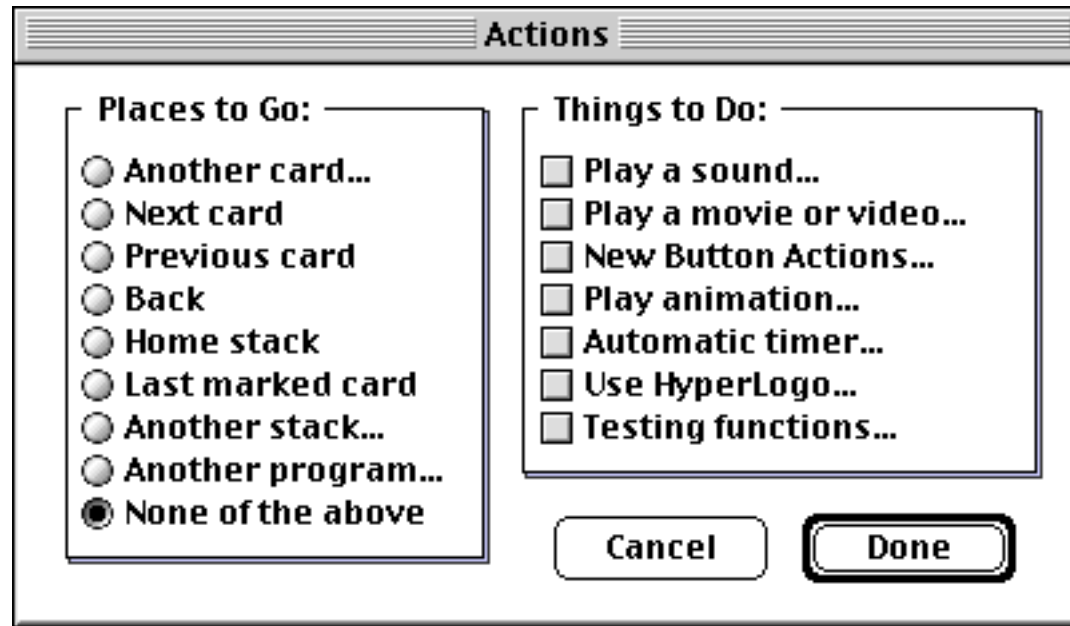 Actions
Places to Go:
Another card...
Next card
Previous card
Back
Home stack
Last marked card
Another stack...
Another program...
None of the above
Things to Do:
Play a sound...
Play a movie or video...
New Button Actions...
Play animation...
Automatic timer...
Use HyperLogo...
Testing functions...
Cancel
Done